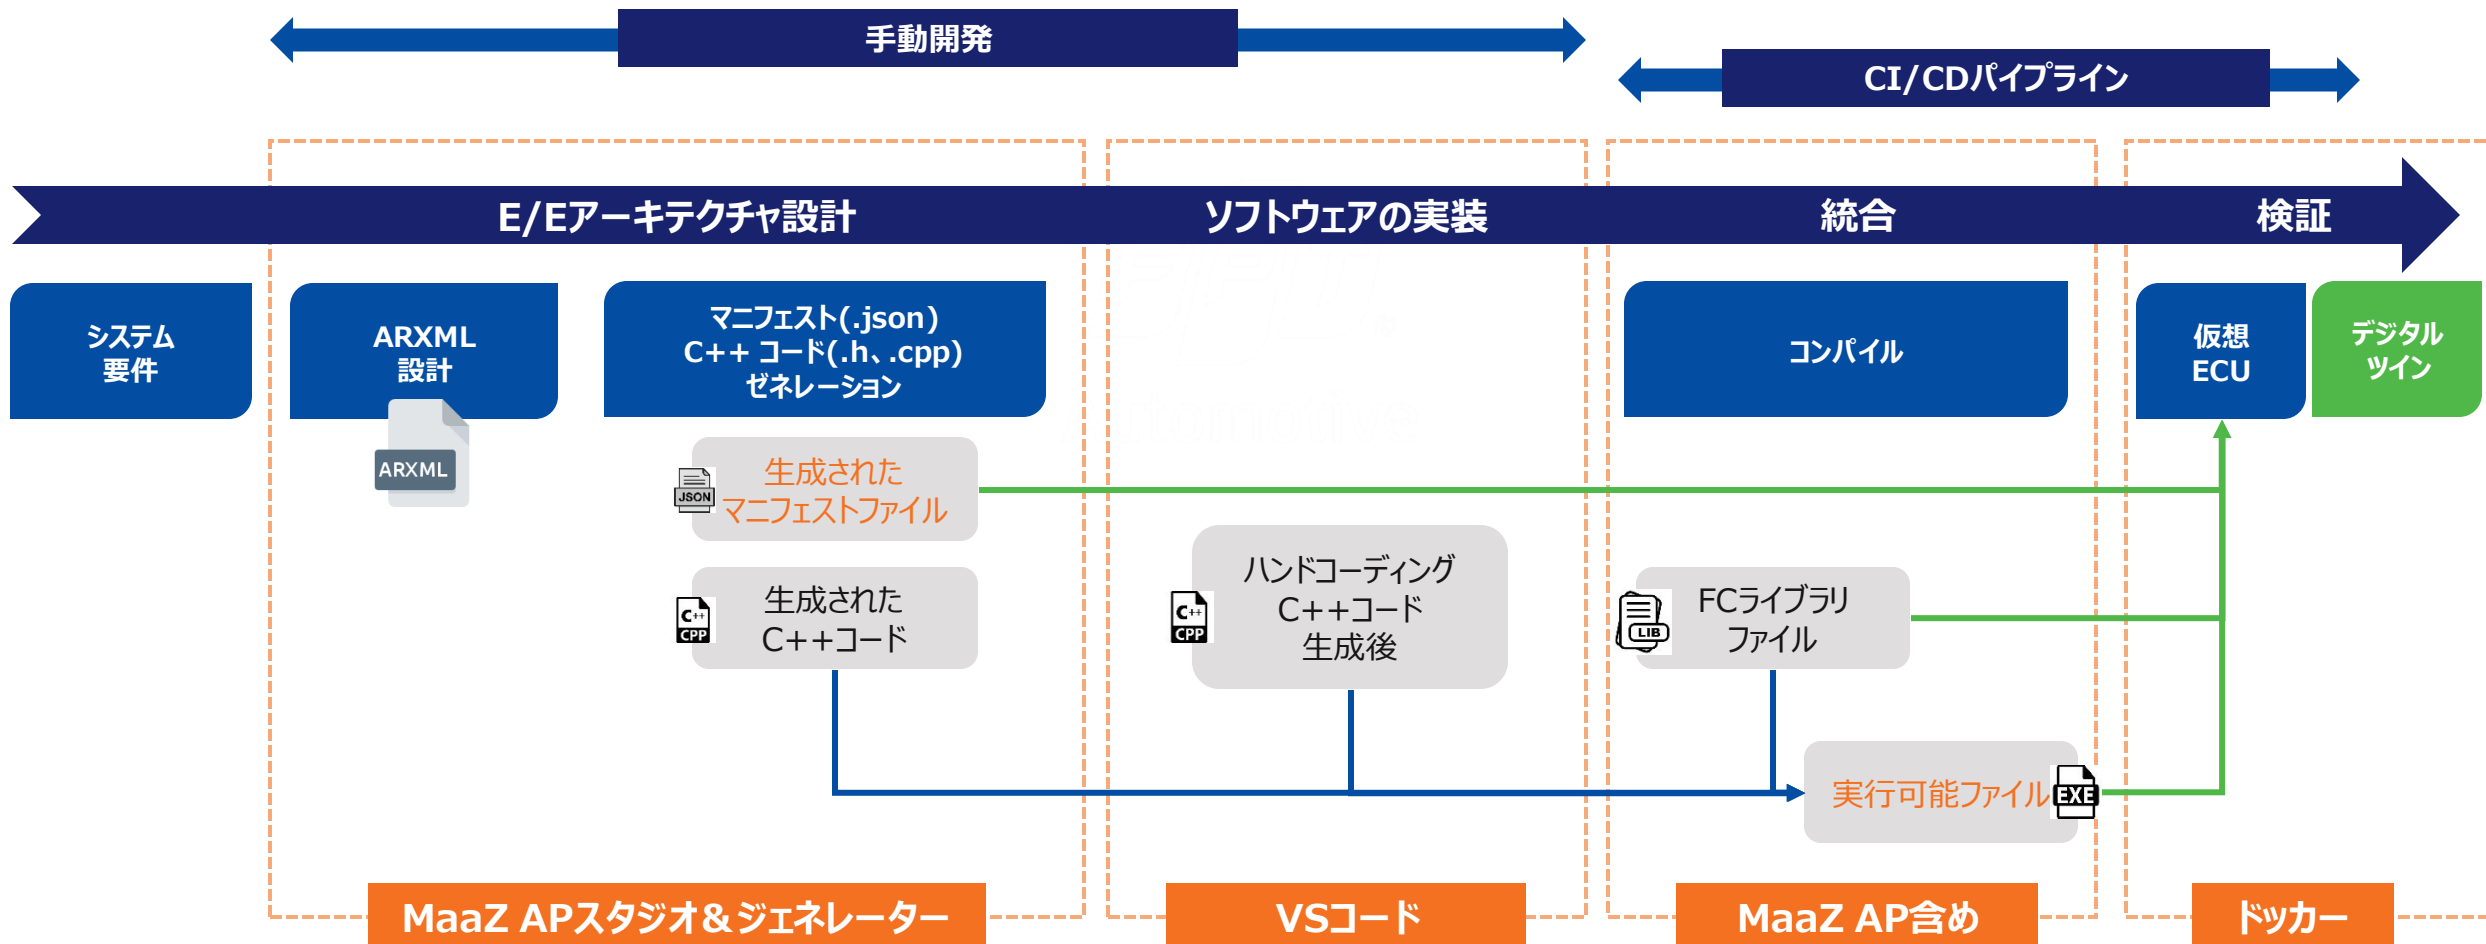 手動開発
CI/CDパイプライン
E/Eアーキテクチャ設計
ソフトウェアの実装
統合
検証
システム
要件
ARXML
設計
マニフェスト(.json)
C++ コード(.h、.cpp)
ゼネレーション
コンパイル
仮想
ECU
デジタル
ツイン
ARXML
JSON
生成された
マニフェストファイル
C++
CPP
生成された
C++コード
C++
CPP
ハンドコーディング
C++コード
生成後
LIB
FCライブラリ
ファイル
実行可能ファイル
EXE
MaaZ APスタジオ&ジェネレーター
VSコード
MaaZ AP含め
ドッカー